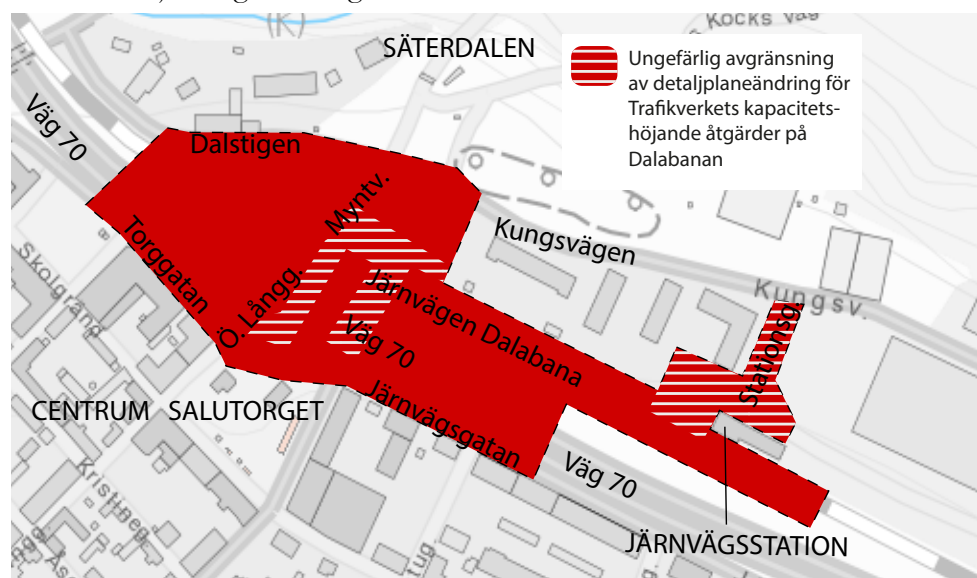 (K)
Kocks väg
SÄTERDALEN
Ungefärlig avgränsning
av detaljplaneändring för
Trafikverkets kapacitets-
höjande åtgärder på
Dalabanan
Väg 70
Dalstigen
Myntv.
Kungsvägen
Torggatan
Skolgränd
Kungsv.
Ö. Långg.
Järnvägen Dalabana
Väg 70
Stationsg.
CENTRUM SALUTORGET
Järnvägsgatan
Väg 70
Kristineg.
JÄRNVÄGSSTATION